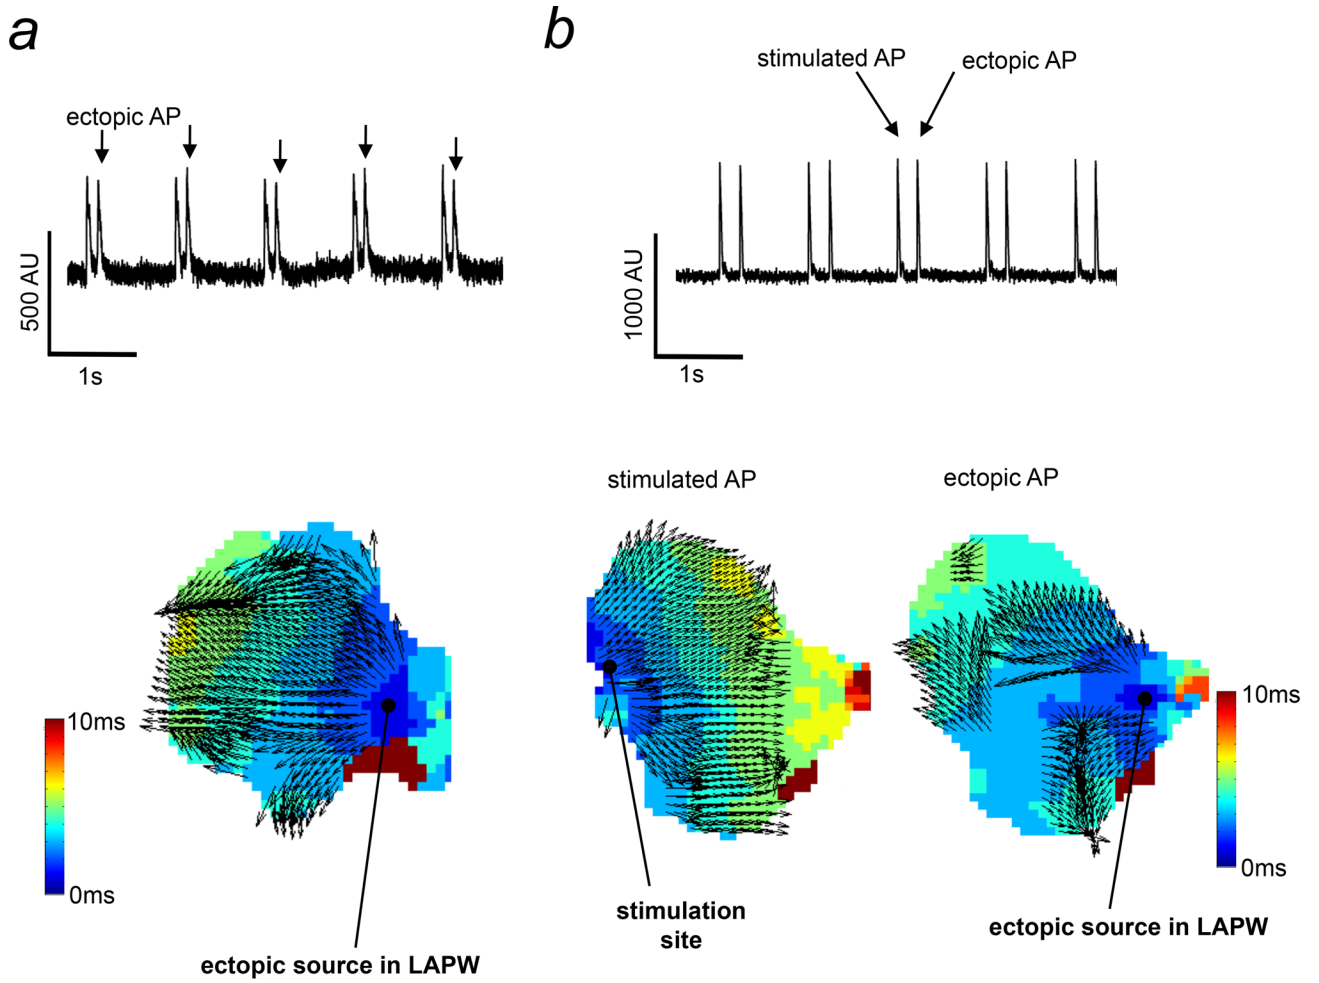 a
b
stimulated AP
ectopic AP
ectopic AP
500 AU
1s
1000 AU
1s
stimulated AP
ectopic AP
10ms
0ms
10ms
0ms
stimulation
site
ectopic source in LAPW
ectopic source in LAPW